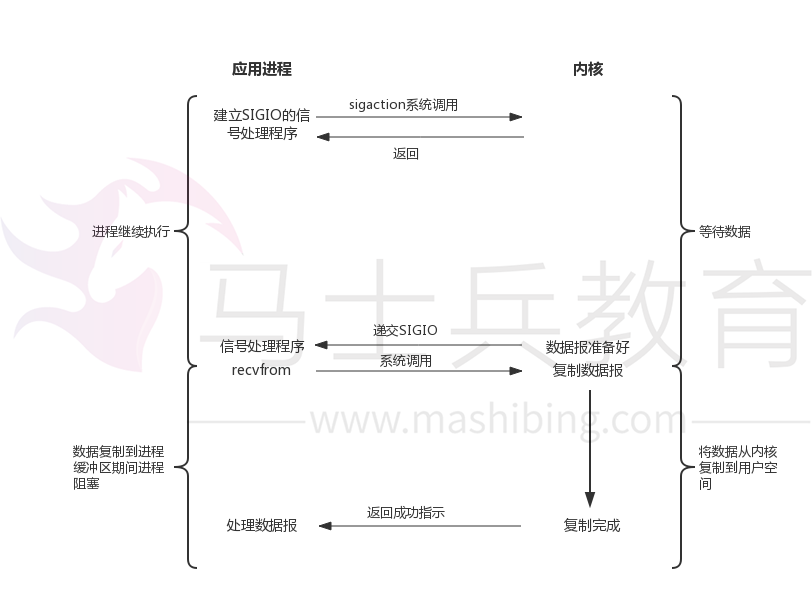 应用进程
内核
sigaction系统调用
建立SIGIO的信
号处理程序
返回
进程继续执行
等待数据
马士兵教育
递交SIGIO
信号处理程序
数据报准备好
系统调用
recvfrom
复制数据报
www.mashibing.com
数据复制到进程
缓冲区期间进程
阻塞
将数据从内核
复制到用户空
间
返回成功指示
处理数据报
复制完成